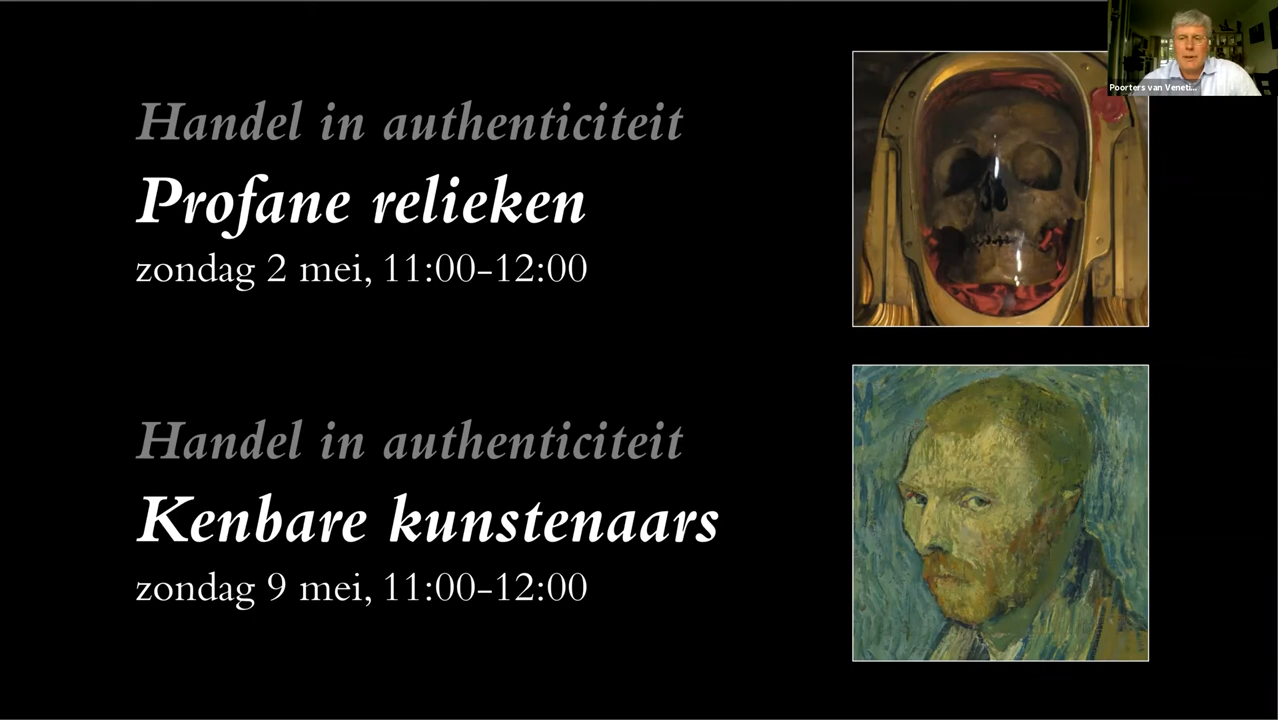 Handel in authenticiteit
Profane relieken
zondag 2 mei, 11:00-12:00
Handel in authenticiteit
Kenbare kunstenaars
zondag 9 mei, 11:00-12:00
Poorters van Veneti...